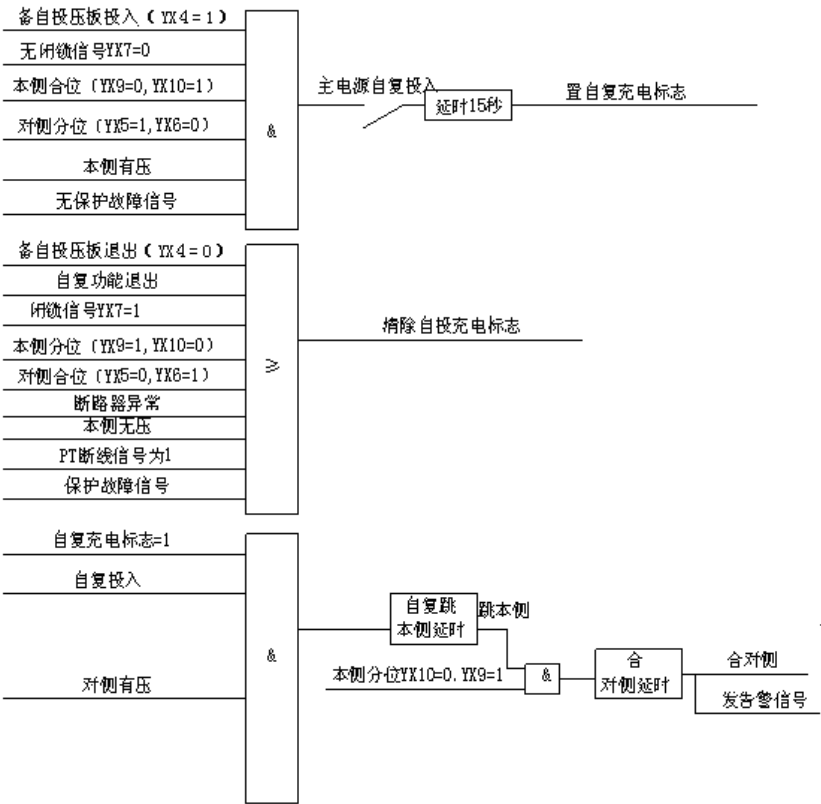 备自投压板投入（YX4=1）
无闭锁信号YX7=0
本侧合位（YX9=0,YX10=1）
对侧分位（YX5=1,YX6=0）
本侧有压
无保护故障信号
&
主电源自复投入
延时15秒
置自复充电标志
备自投压板退出（YX4=0）
自复功能退出
闭锁信号YX7=1
本侧分位（YX9=1,YX10=0）
对侧合位（YX5=0,YX6=1）
断路器异常
本侧无压
PT断线信号为1
保护故障信号
≥
清除自投充电标志
自复充电标志=1
自复投入
对侧有压
&
自复跳
本侧延时
跳本侧
本侧分位YX10=0.YX9=1
&
合
对侧延时
合对侧
发告警信号